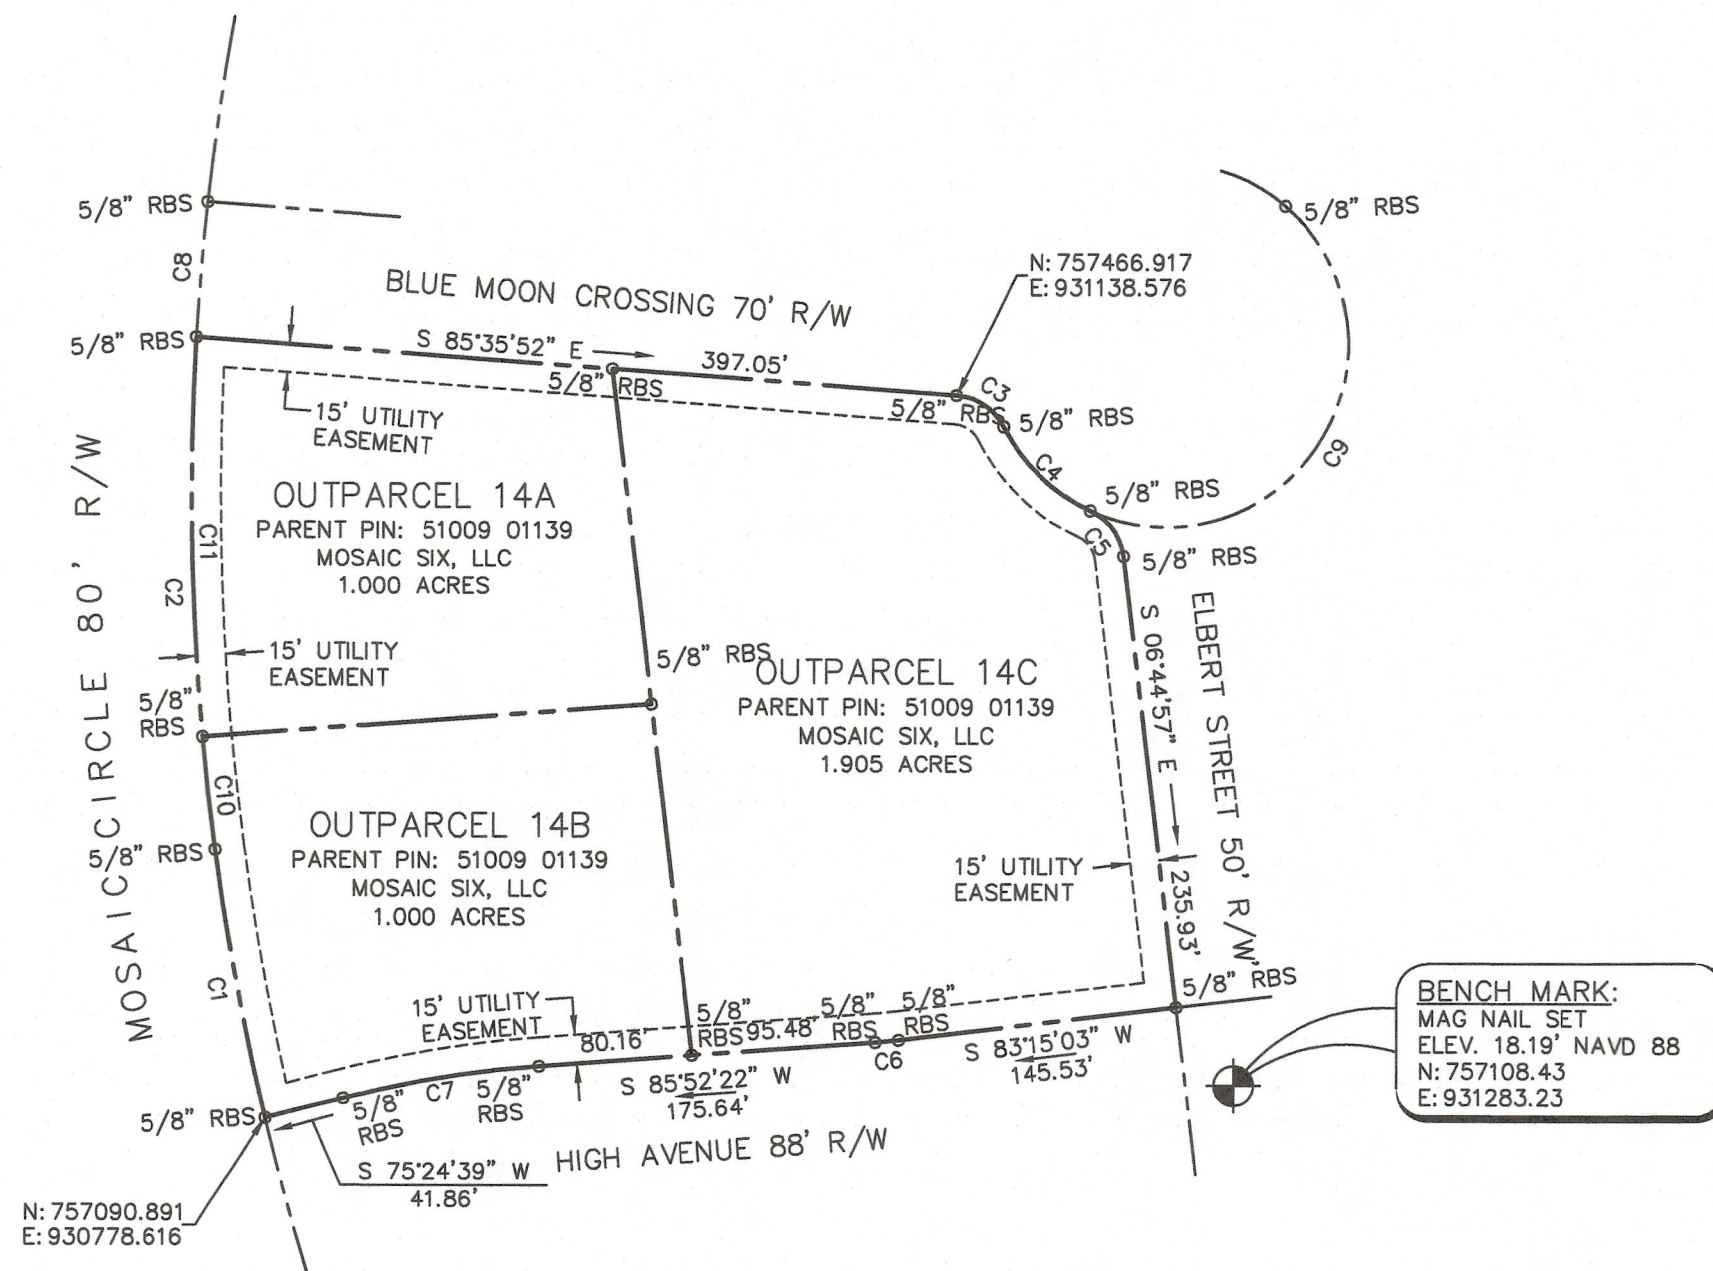 5/8" RBS
5/8" RBS
C8
N: 757466.917
E: 931138.576
BLUE MOON CROSSING 70' R/W
5/8" RBS
S 85°35'52" E
397.05'
5/8" RBS
5/8" RBS
C3
5/8" RBS
C4
C9
15' UTILITY
EASEMENT
5/8" RBS
C5
5/8" RBS
OUTPARCEL 14A
PARENT PIN: 51009 01139
MOSAIC SIX, LLC
1.000 ACRES
C11
C2
MOSAIC CIRCLE 80' R/W
15' UTILITY
EASEMENT
5/8" RBS
5/8"
RBS
OUTPARCEL 14C
PARENT PIN: 51009 01139
MOSAIC SIX, LLC
1.905 ACRES
S 06°44'57" E
235.93'
ELBERT STREET 50' R/W
C10
5/8" RBS
OUTPARCEL 14B
PARENT PIN: 51009 01139
MOSAIC SIX, LLC
1.000 ACRES
15' UTILITY
EASEMENT
C1
15' UTILITY
EASEMENT
80.16'
5/8"
RBS
95.48'
5/8"
RBS
5/8"
RBS
5/8" RBS
C6
S 83°15'03" W
145.53'
S 85°52'22" W
175.64'
C7
5/8"
RBS
5/8"
RBS
5/8" RBS
HIGH AVENUE 88' R/W
S 75°24'39" W
41.86'
N: 757090.891
E: 930778.616
BENCH MARK:
MAG NAIL SET
ELEV. 18.19' NAVD 88
N: 757108.43
E: 931283.23